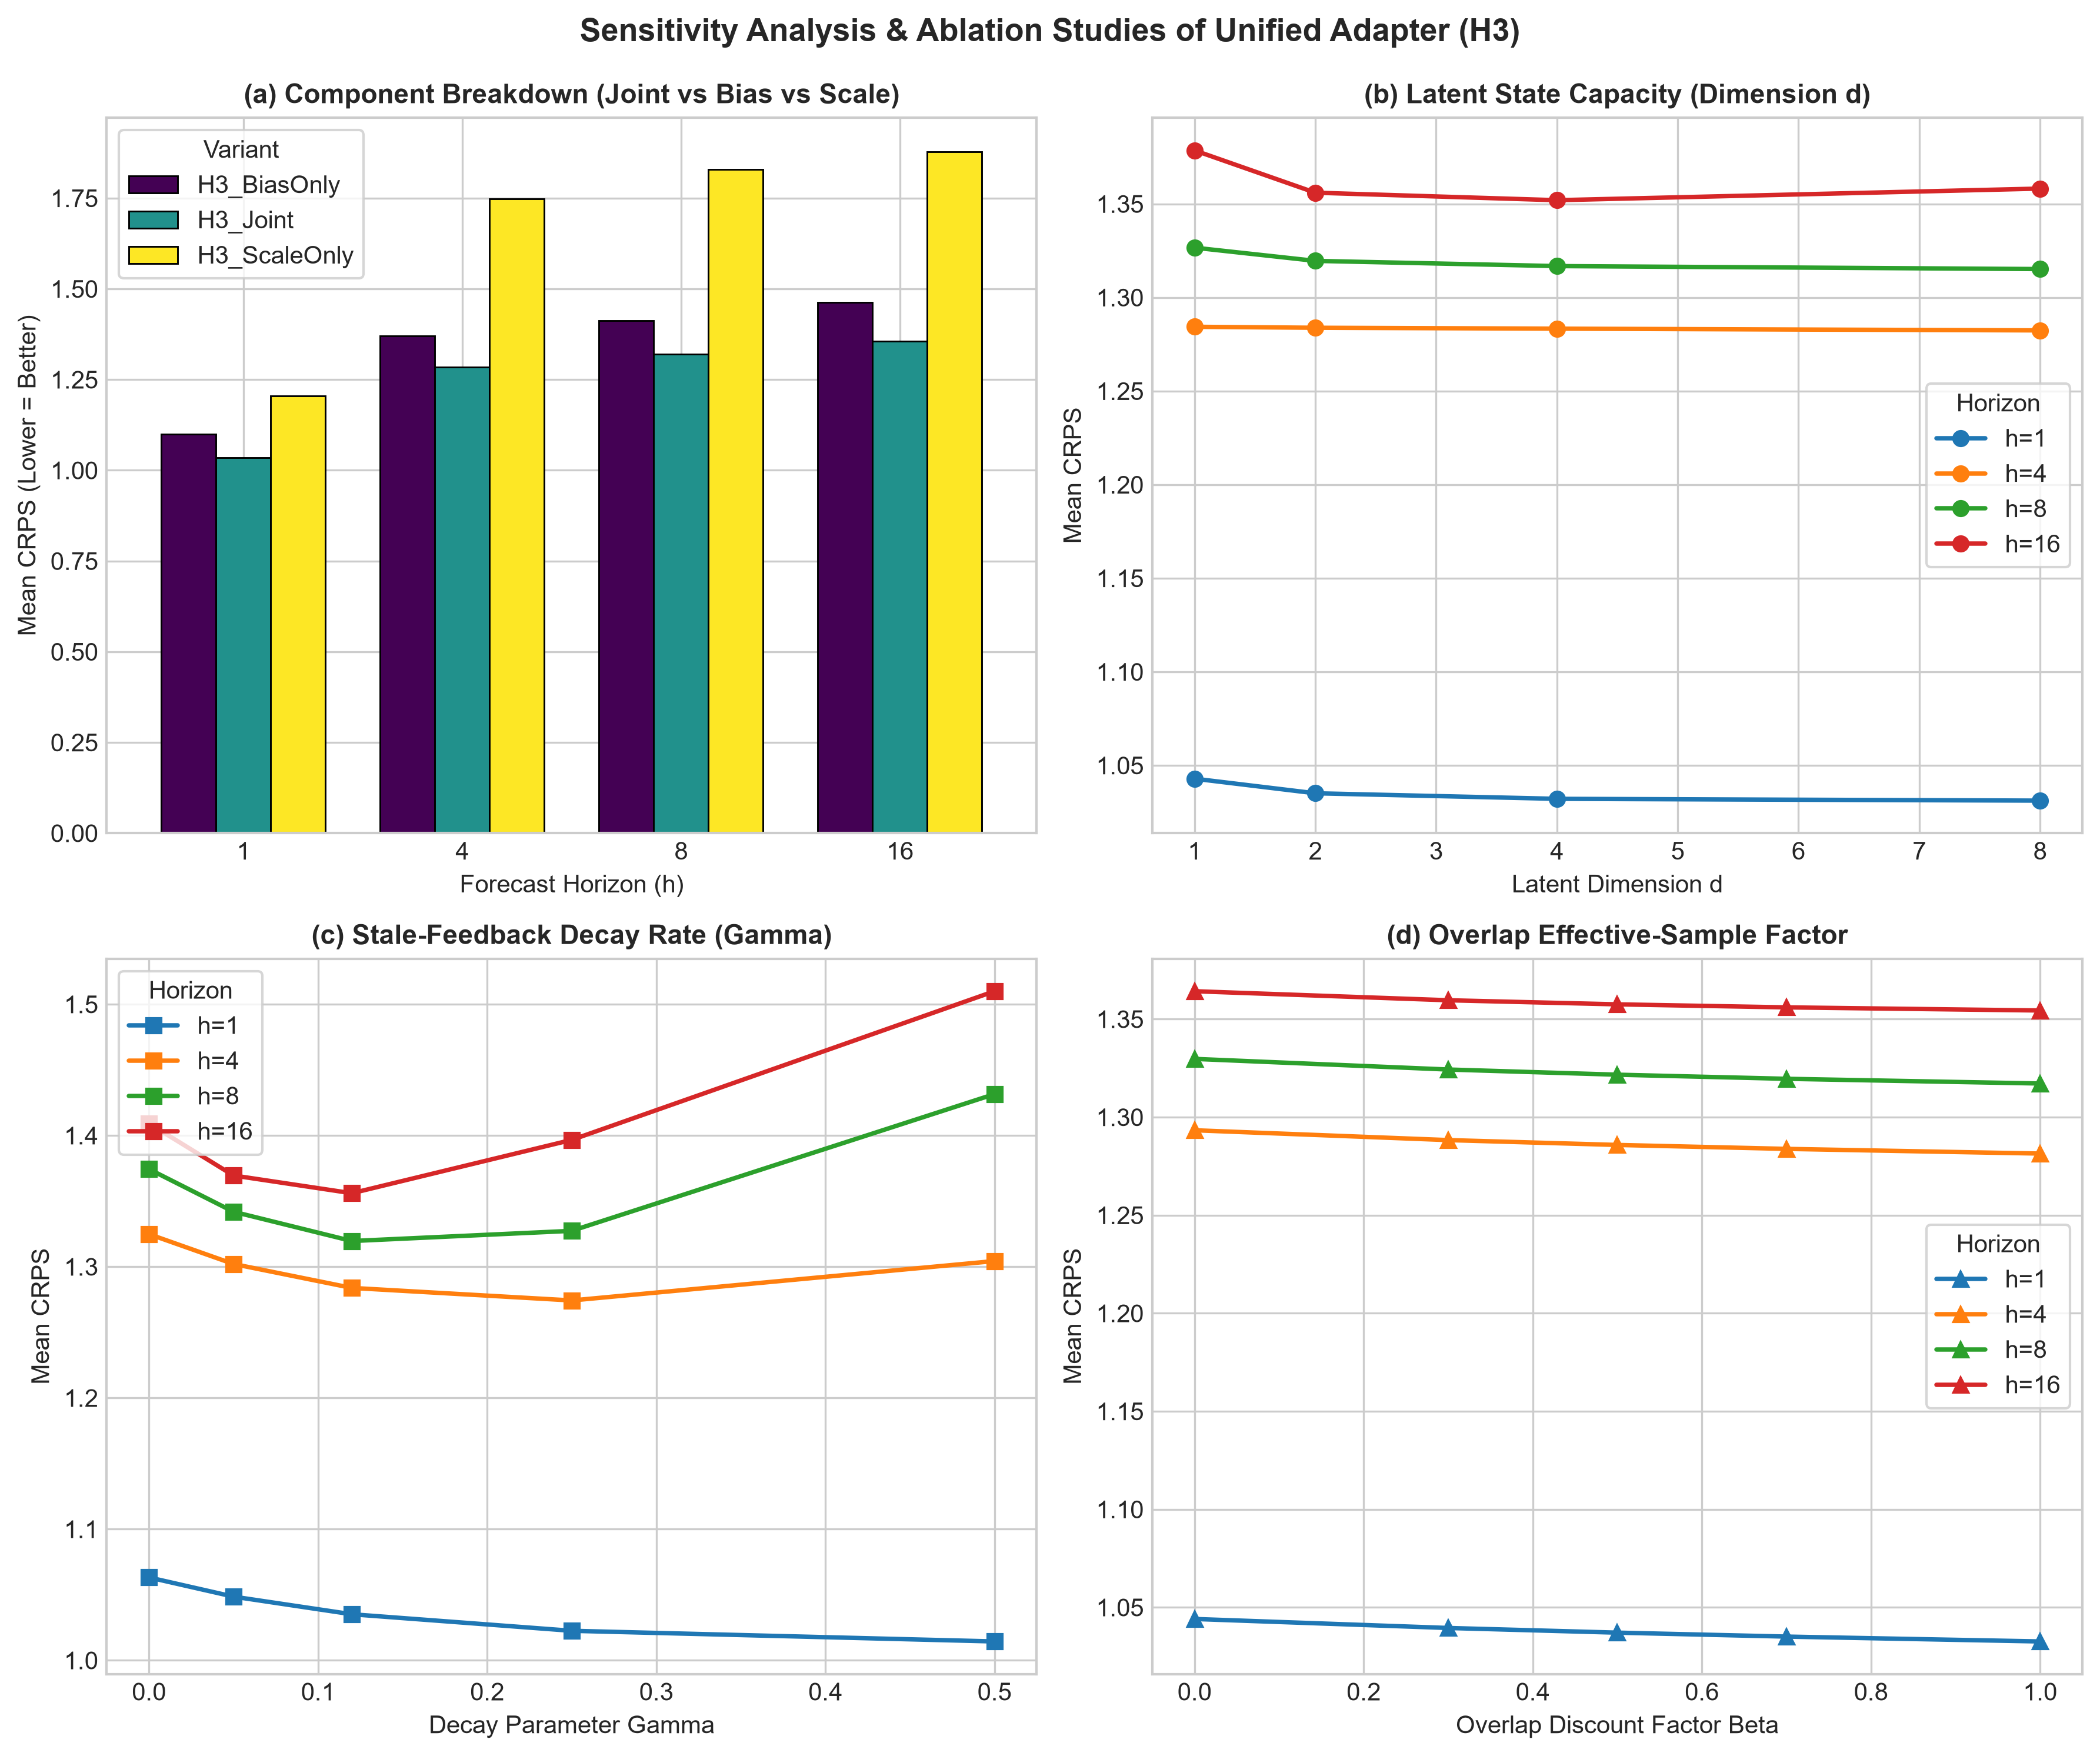 Sensitivity Analysis & Ablation Studies of Unified Adapter (H3)
(a) Component Breakdown (Joint vs Bias vs Scale)
Variant
H3_BiasOnly
H3_Joint
H3_ScaleOnly
Mean CRPS (Lower = Better)
1.75
1.50
1.25
1.00
0.75
0.50
0.25
0.00
1 4 8 16
Forecast Horizon (h)
(b) Latent State Capacity (Dimension d)
Mean CRPS
1.35
1.30
1.25
1.20
1.15
1.10
1.05
Horizon
h=1
h=4
h=8
h=16
1 2 3 4 5 6 7 8
Latent Dimension d
(c) Stale-Feedback Decay Rate (Gamma)
Horizon
h=1
h=4
h=8
h=16
Mean CRPS
1.5
1.4
1.3
1.2
1.1
1.0
0.0 0.1 0.2 0.3 0.4 0.5
Decay Parameter Gamma
(d) Overlap Effective-Sample Factor
Mean CRPS
1.35
1.30
1.25
1.20
1.15
1.10
1.05
Horizon
h=1
h=4
h=8
h=16
0.0 0.2 0.4 0.6 0.8 1.0
Overlap Discount Factor Beta